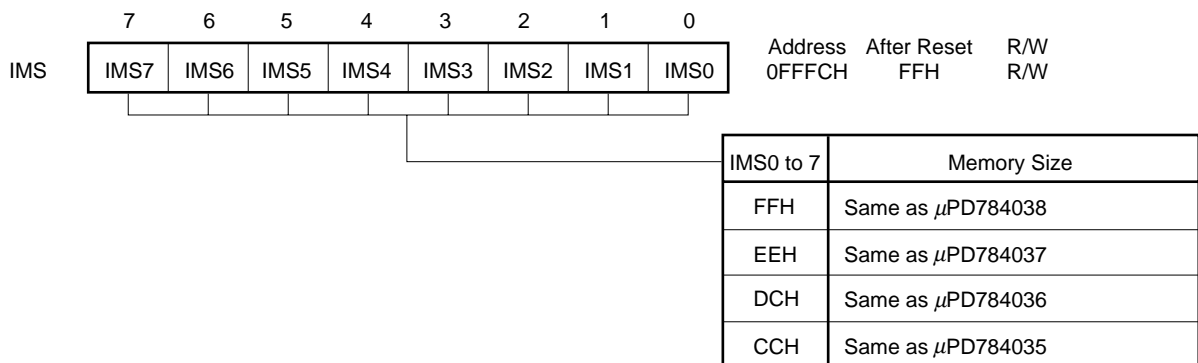 7 6 5 4 3 2 1 0
Address After Reset R/W
IMS IMS7 IMS6 IMS5 IMS4 IMS3 IMS2 IMS1 IMS0 0FFFCH FFH R/W
IMS0 to 7 Memory Size
FFH Same as μPD784038
EEH Same as μPD784037
DCH Same as μPD784036
CCH Same as μPD784035